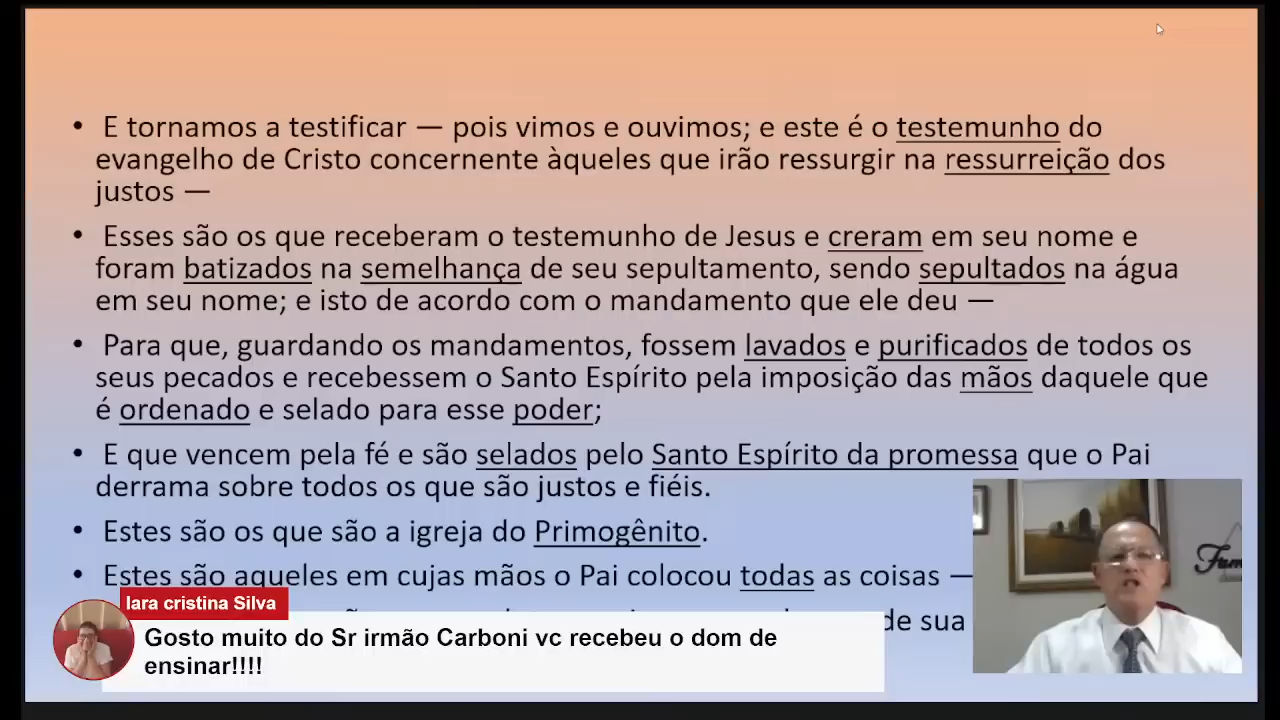 • E tornamos a testificar — pois vimos e ouvimos; e este é o testemunho do
evangelho de Cristo concernente àqueles que irão ressurgir na ressurreição dos
justos —
• Esses são os que receberam o testemunho de Jesus e creram em seu nome e
foram batizados na semelhança de seu sepultamento, sendo sepultados na água
em seu nome; e isto de acordo com o mandamento que ele deu —
• Para que, guardando os mandamentos, fossem lavados e purificados de todos os
seus pecados e recebessem o Santo Espírito pela imposição das mãos daquele que
é ordenado e selado para esse poder;
• E que vencem pela fé e são selados pelo Santo Espírito da promessa que o Pai
derrama sobre todos os que são justos e fiéis.
• Estes são os que são a igreja do Primogênito.
• Estes são aqueles em cujas mãos o Pai colocou todas as coisas —
de sua
Iara cristina Silva
Gosto muito do Sr irmão Carboni vc recebeu o dom de
ensinar!!!!